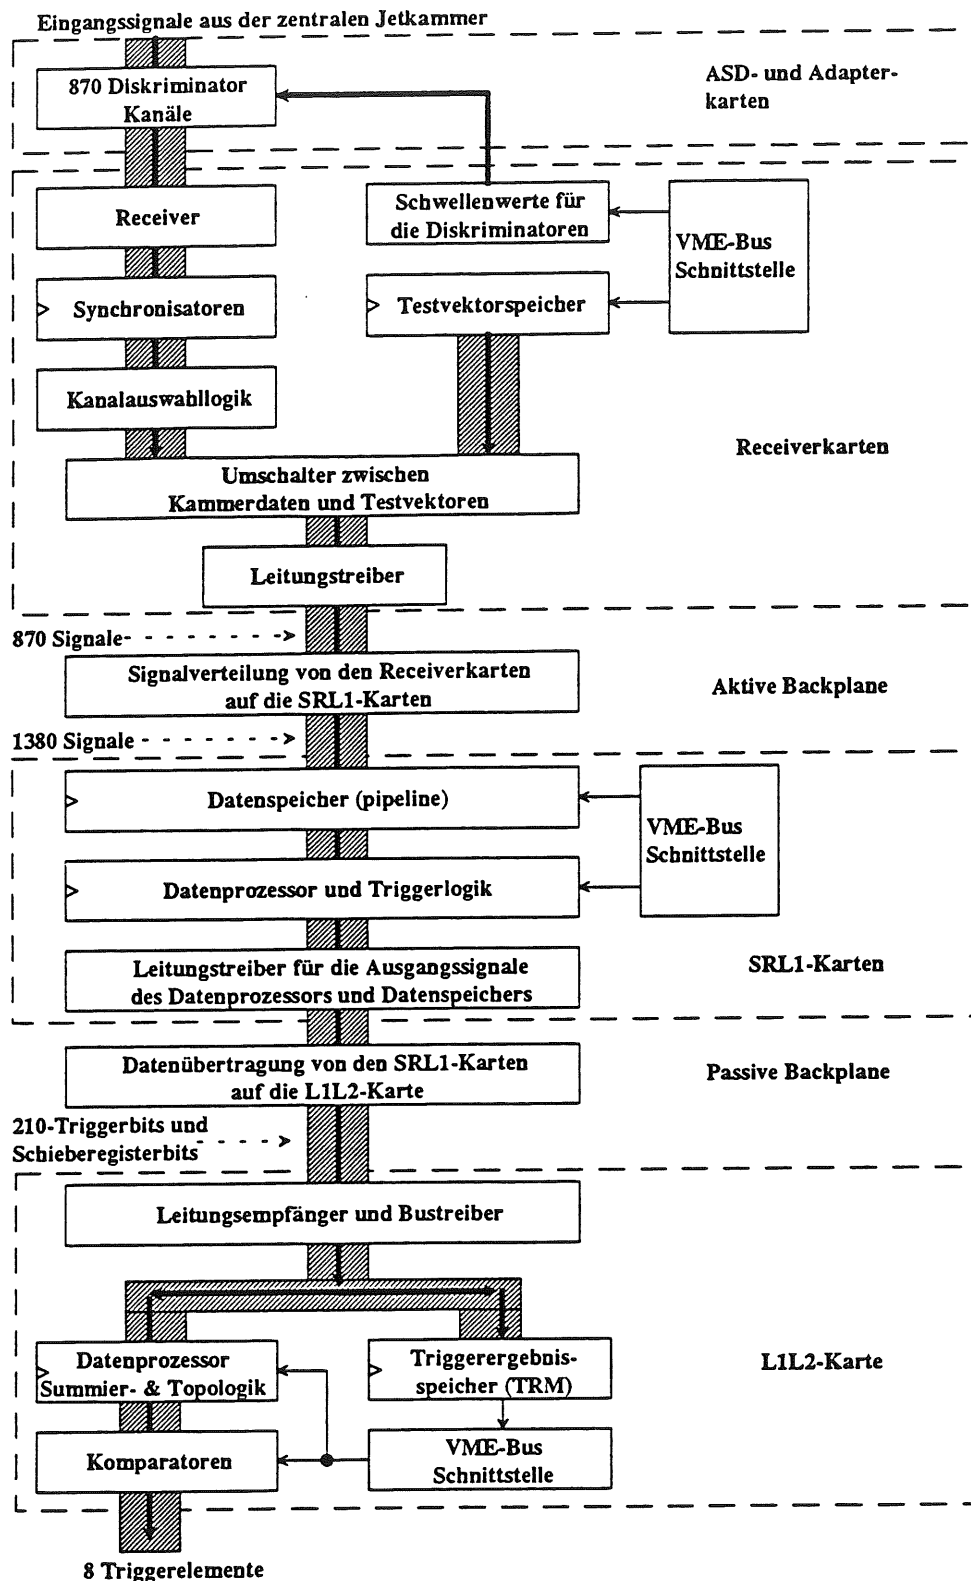 Eingangssignale aus der zentralen Jetkammer
870 Diskriminator
Kanäle
ASD- und Adapter-
karten
Receiver
Schwellenwerte für
die Diskriminatoren
VME-Bus
Schnittstelle
Synchronisatoren
Testvektorspeicher
Kanalauswahllogik
Receiverkarten
Umschalter zwischen
Kammerdaten und Testvektoren
Leitungstreiber
870 Signale
Signalverteilung von den Receiverkarten
auf die SRL1-Karten
Aktive Backplane
1380 Signale
Datenspeicher (pipeline)
VME-Bus
Schnittstelle
Datenprozessor und Triggerlogik
Leitungstreiber für die Ausgangssignale
des Datenprozessors und Datenspeichers
SRL1-Karten
Datenübertragung von den SRL1-Karten
auf die L1L2-Karte
Passive Backplane
210-Triggerbits und
Schieberegisterbits
Leitungsempfänger und Bustreiber
Datenprozessor
Summier- & Topologik
Triggerergebnis-
speicher (TRM)
L1L2-Karte
Komparatoren
VME-Bus
Schnittstelle
8 Triggerelemente